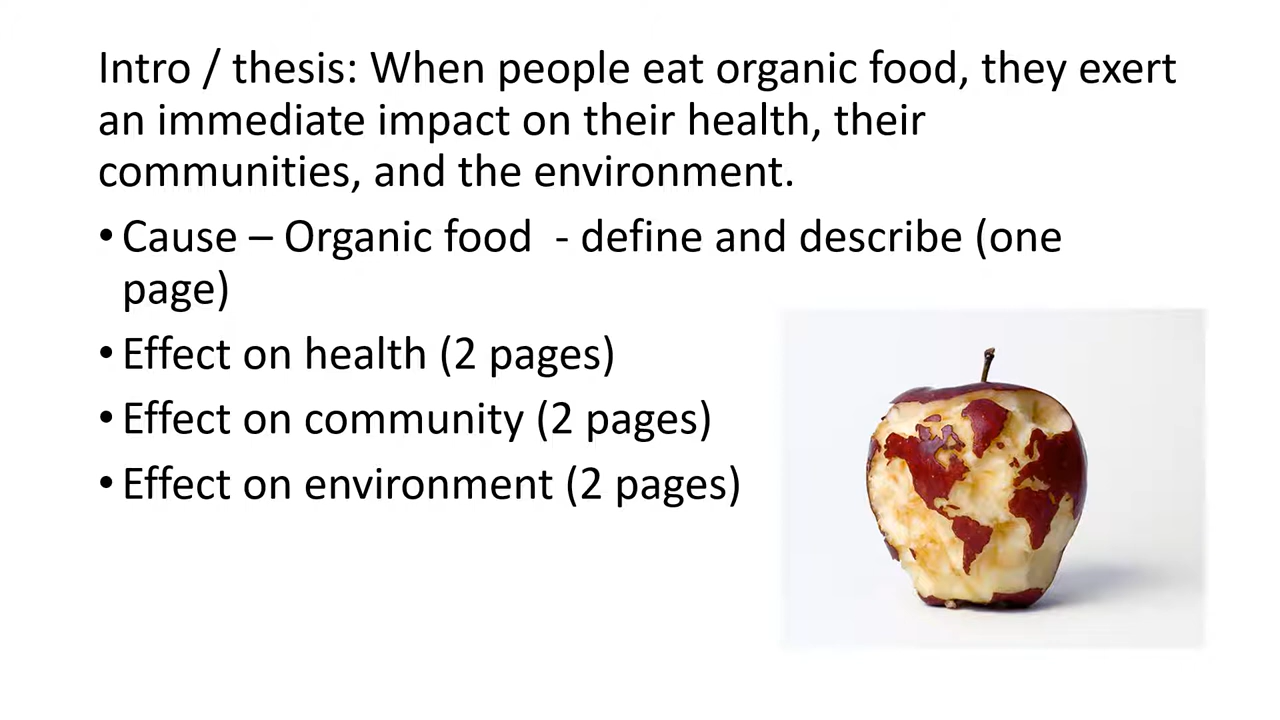 Intro / thesis: When people eat organic food, they exert
an immediate impact on their health, their
communities, and the environment.
• Cause – Organic food  - define and describe (one
page)
• Effect on health (2 pages)
• Effect on community (2 pages)
• Effect on environment (2 pages)